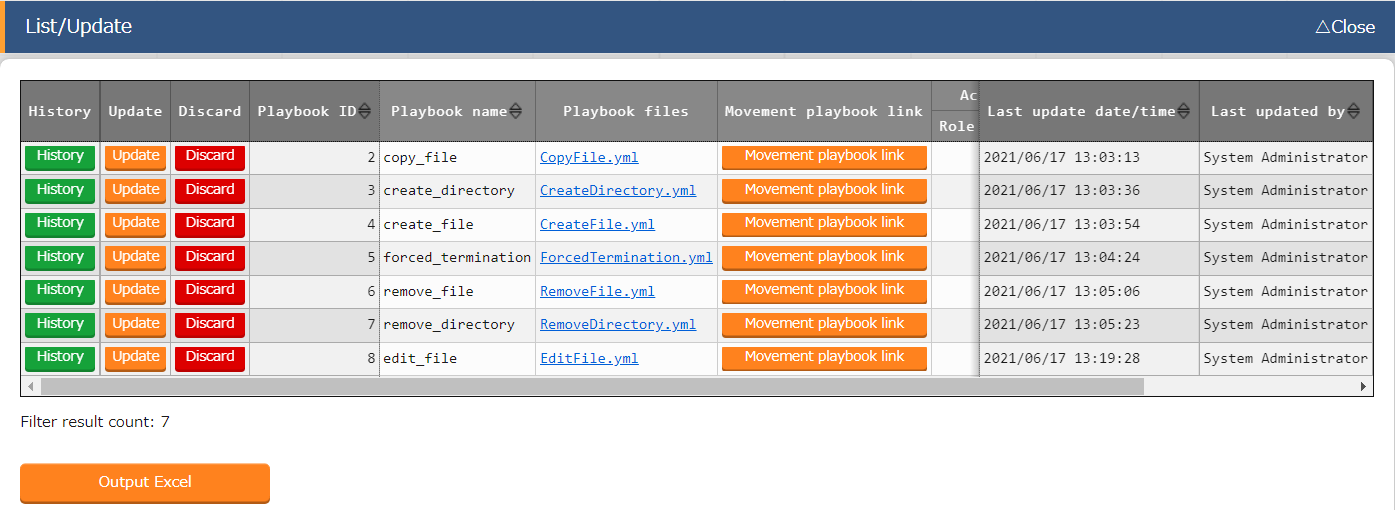 List/Update △Close
Ac
History Update Discard Playbook ID Playbook name Playbook files Movement playbook link Last update date/time Last updated by
Role
History Update Discard 2 copy_file CopyFile.yml Movement playbook link 2021/06/17 13:03:13 System Administrator
History Update Discard 3 create_directory CreateDirectory.yml Movement playbook link 2021/06/17 13:03:36 System Administrator
History Update Discard 4 create_file CreateFile.yml Movement playbook link 2021/06/17 13:03:54 System Administrator
History Update Discard 5 forced_termination ForcedTermination.yml Movement playbook link 2021/06/17 13:04:24 System Administrator
History Update Discard 6 remove_file RemoveFile.yml Movement playbook link 2021/06/17 13:05:06 System Administrator
History Update Discard 7 remove_directory RemoveDirectory.yml Movement playbook link 2021/06/17 13:05:23 System Administrator
History Update Discard 8 edit_file EditFile.yml Movement playbook link 2021/06/17 13:19:28 System Administrator
Filter result count: 7
Output Excel